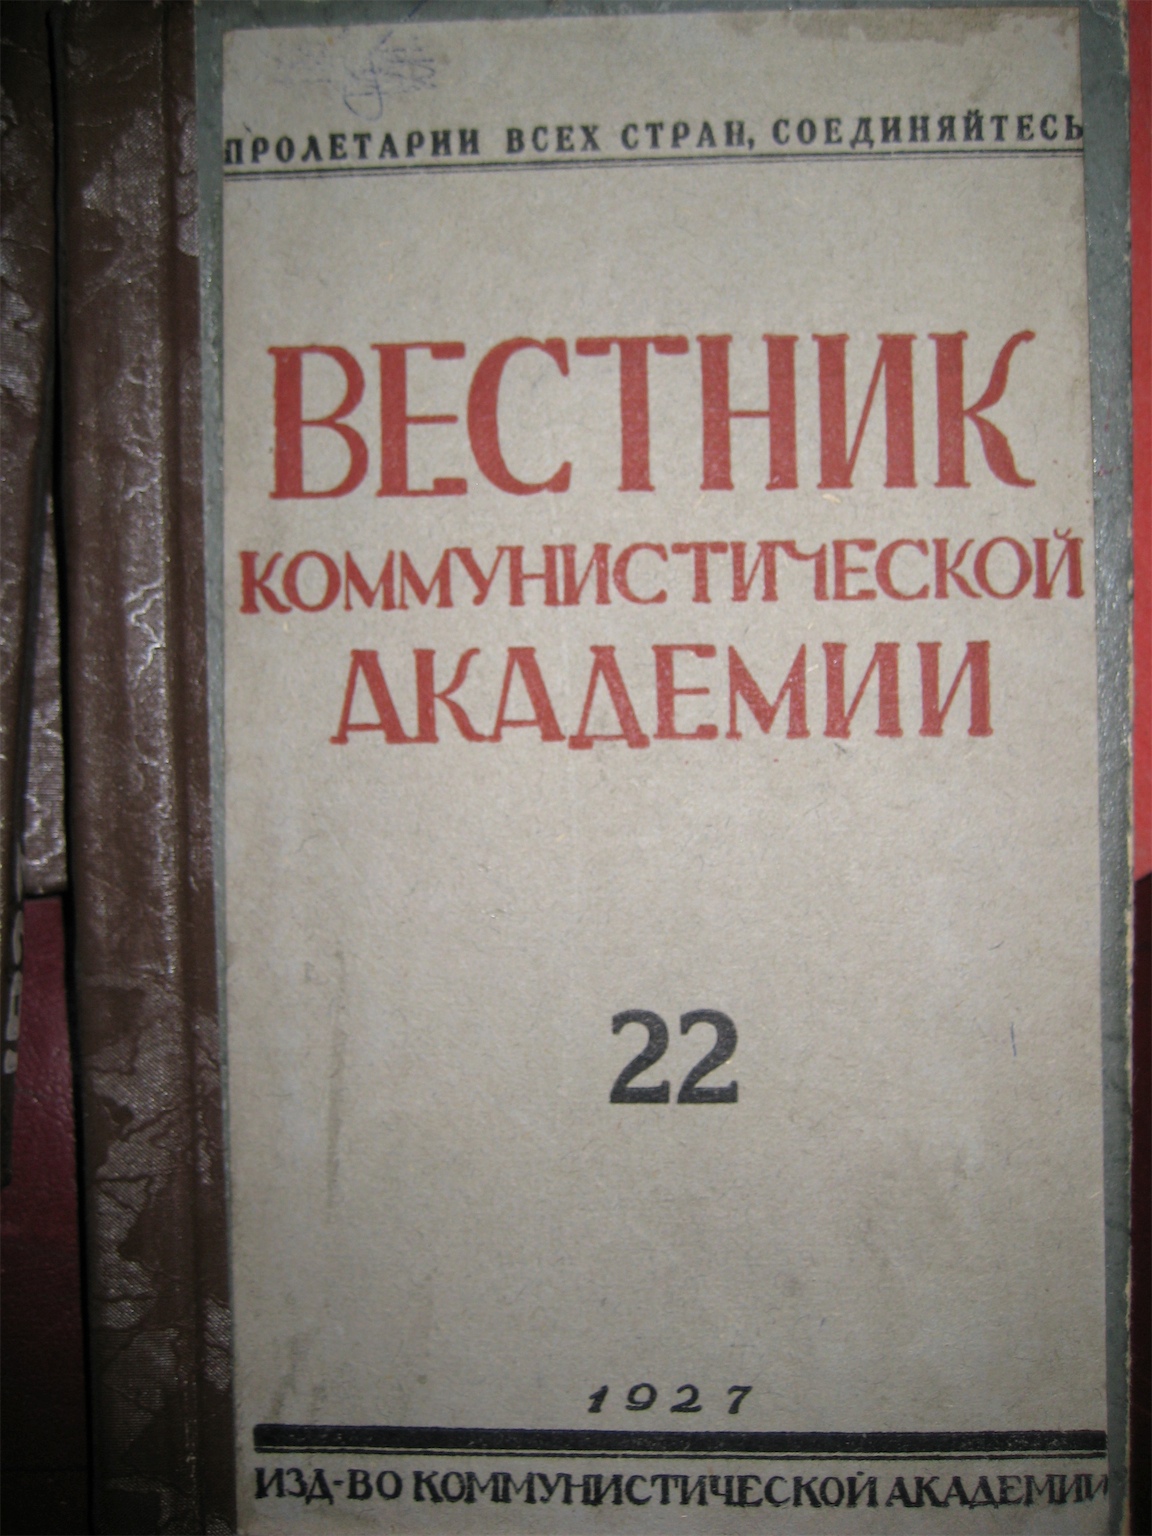 ПРОЛЕТАРИИ ВСЕХ СТРАН, СОЕДИНЯЙТЕСЬ
ВЕСТНИК
КОММУНИСТИЧЕСКОЙ
АКАДЕМИИ
22
1927
ИЗД-ВО КОММУНИСТИЧЕСКОЙ АКАДЕМИИ